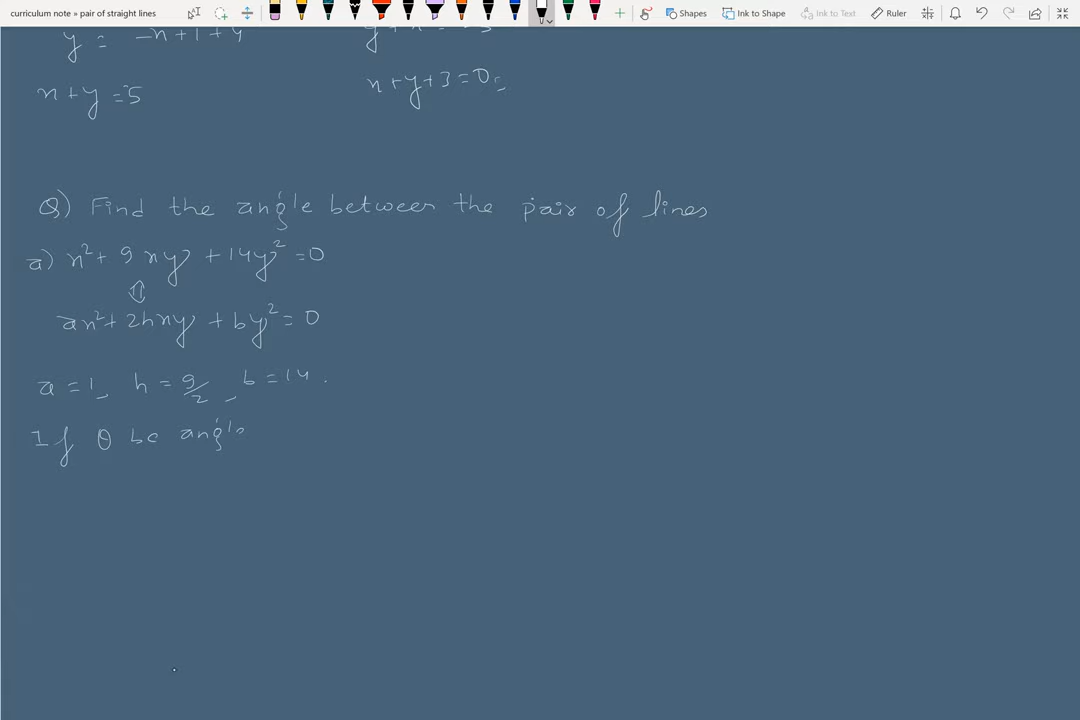 curriculum note » pair of straight lines
Shapes
Ink to Shape
Ink to Text
Ruler
x + y = 5
x + y + 3 = 0
Q) Find the angle between the pair of lines
a) x² + 9xy + 14y² = 0
⇕
ax² + 2hxy + by² = 0
a = 1, h = 9/2, b = 14.
If θ be angle